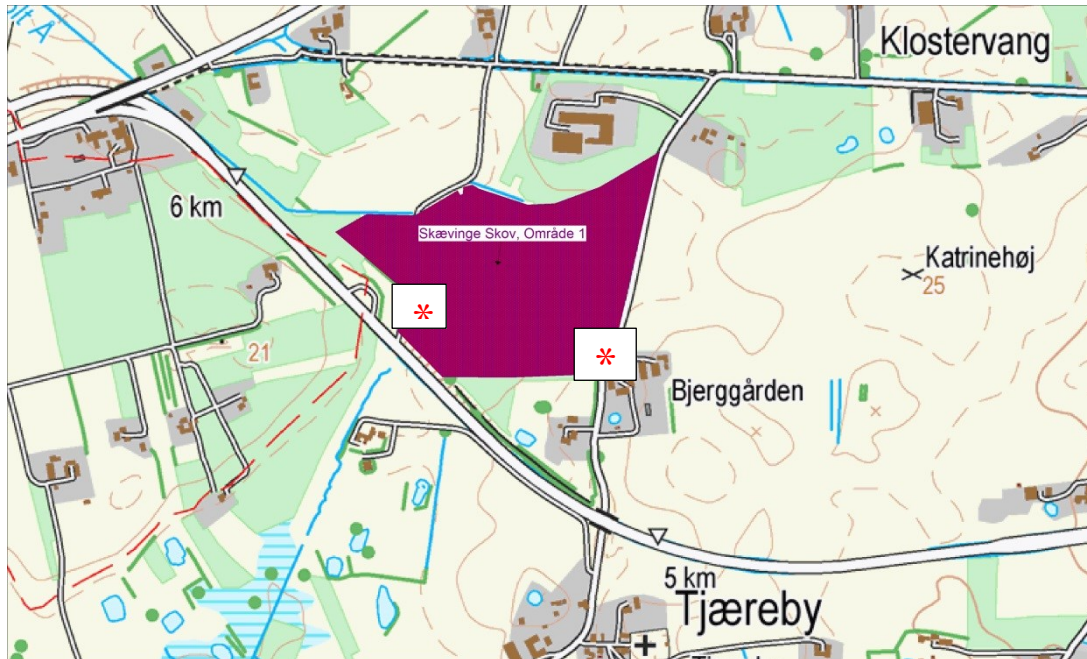 Klostervang
6 km
Skævinge Skov, Område 1
Katrinehøj
25
*
21
*
Bjerggården
5 km
Tjæreby